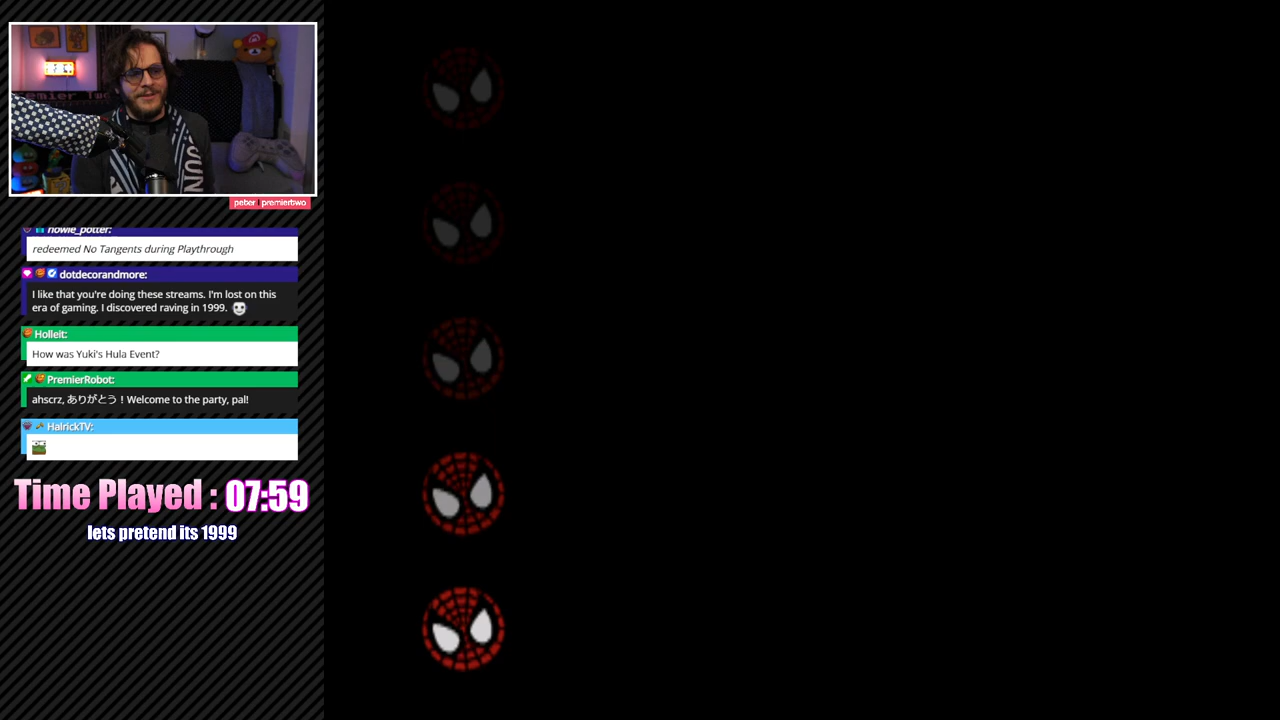 Premier Two
peter | premiertwo
howie_potter:
redeemed No Tangents during Playthrough
dotdecorandmore:
I like that you're doing these streams. I'm lost on this
era of gaming. I discovered raving in 1999.
Holleit:
How was Yuki's Hula Event?
PremierRobot:
ahscrz, ありがとう！Welcome to the party, pal!
HalrickTV:
Time Played : 07:59
lets pretend its 1999